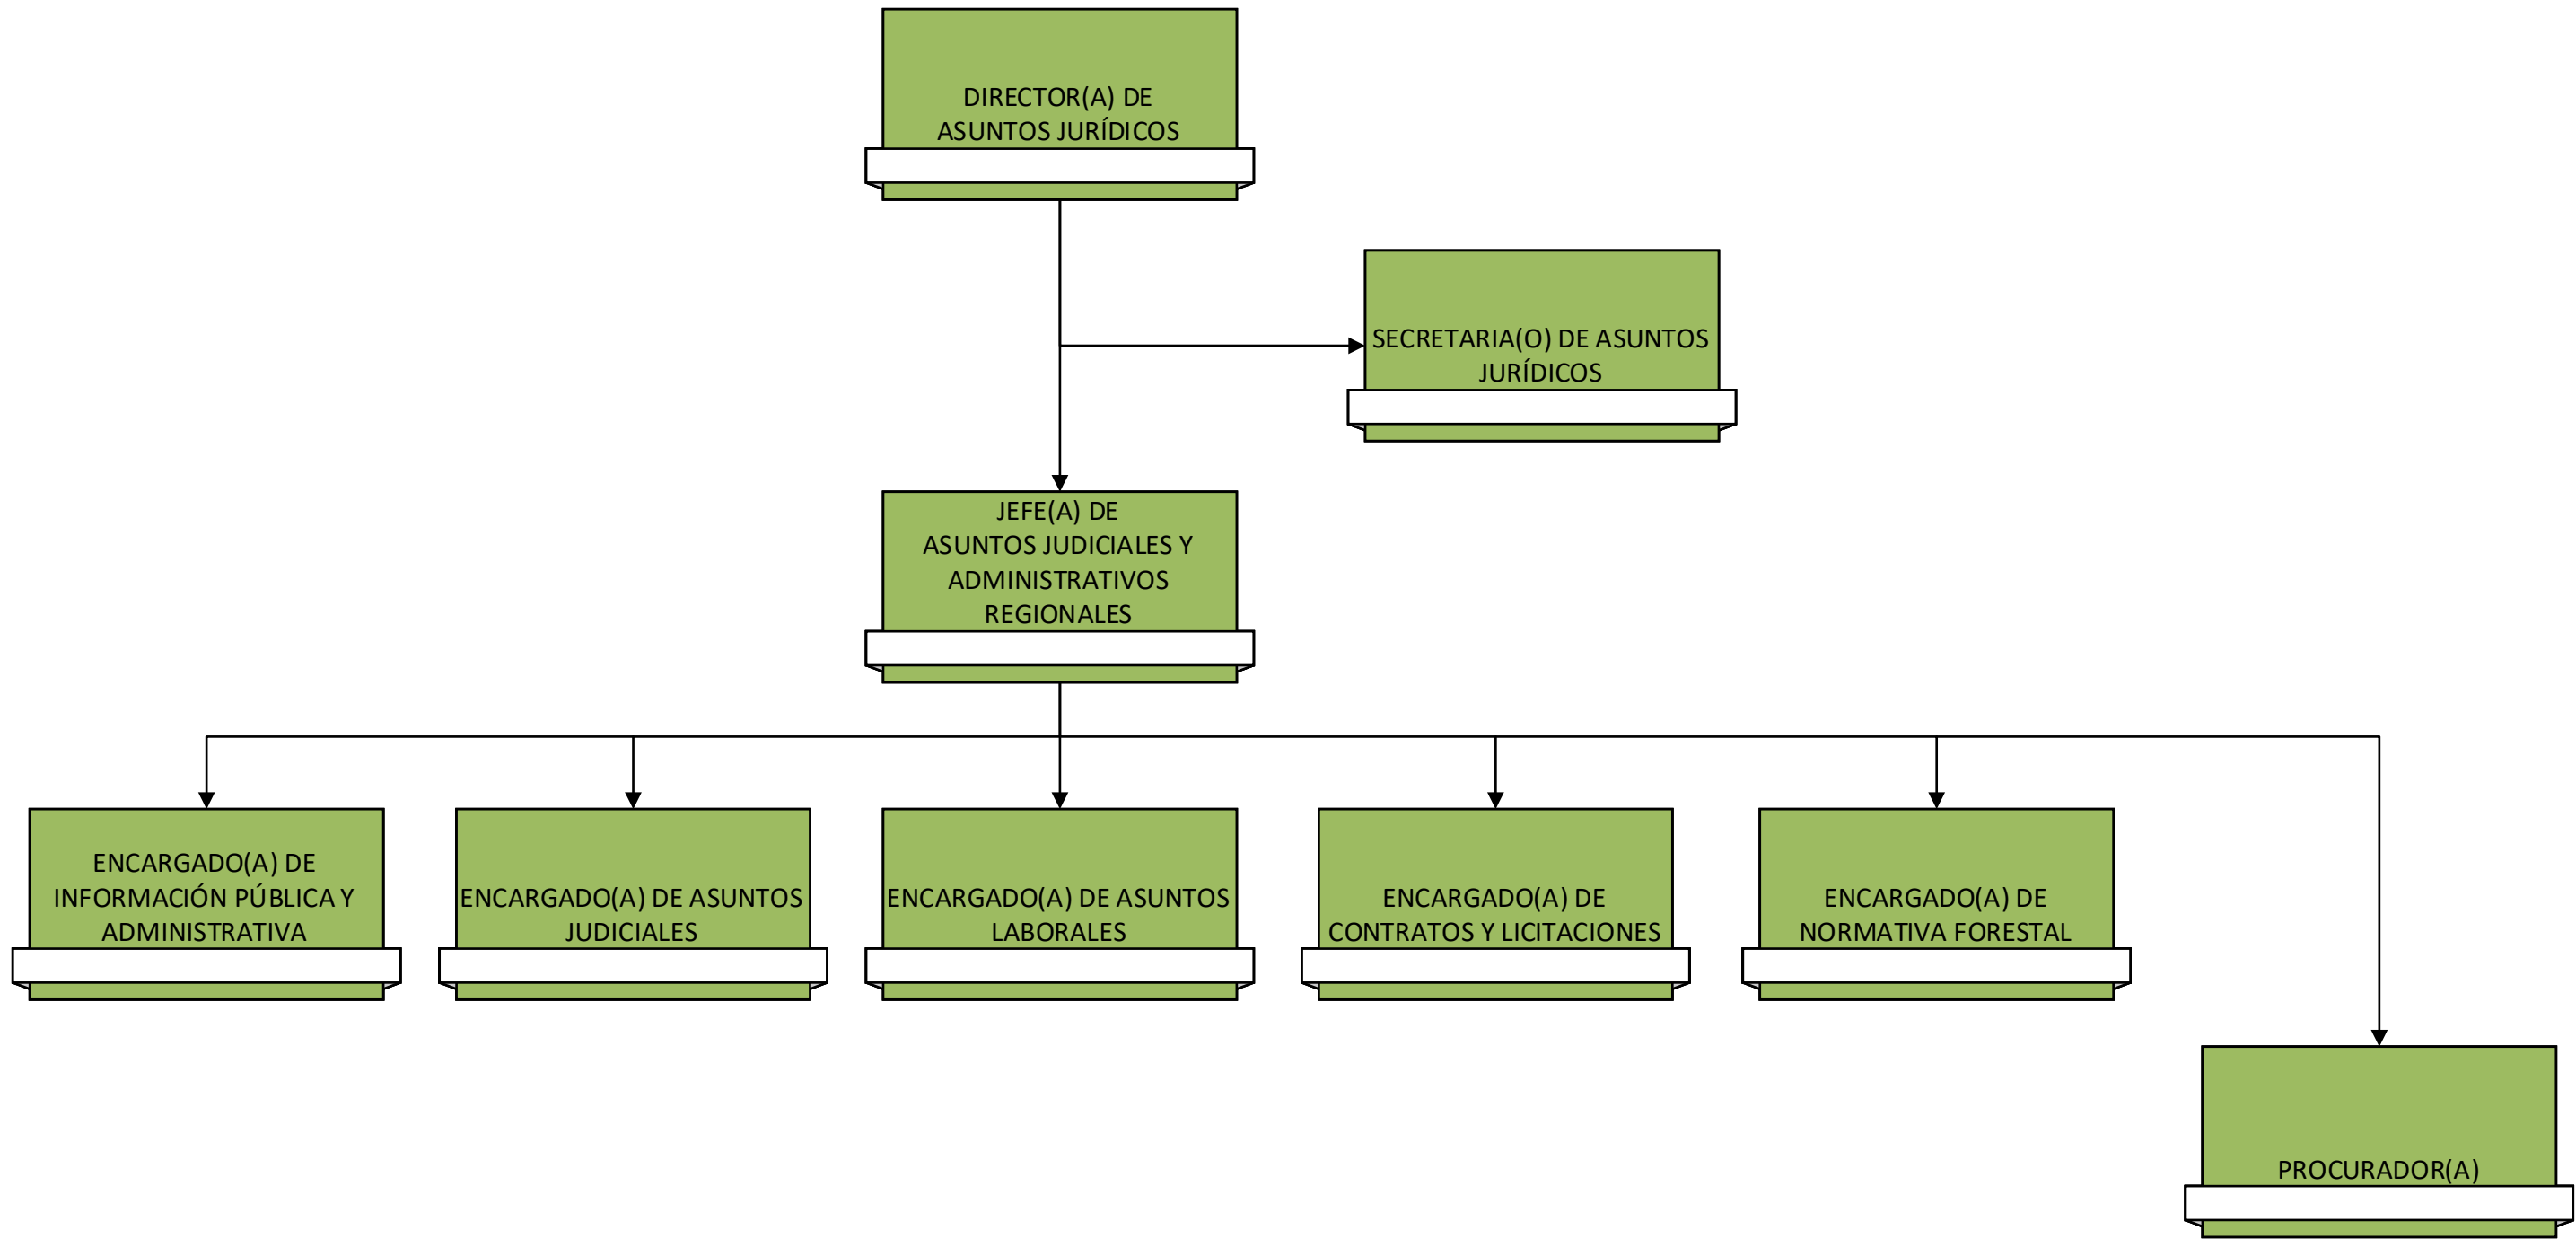 DIRECTOR(A) DE
ASUNTOS JURÍDICOS
SECRETARIA(O) DE ASUNTOS
JURÍDICOS
JEFE(A) DE
ASUNTOS JUDICIALES Y
ADMINISTRATIVOS
REGIONALES
ENCARGADO(A) DE
INFORMACIÓN PÚBLICA Y
ADMINISTRATIVA
ENCARGADO(A) DE ASUNTOS
JUDICIALES
ENCARGADO(A) DE ASUNTOS
LABORALES
ENCARGADO(A) DE
CONTRATOS Y LICITACIONES
ENCARGADO(A) DE
NORMATIVA FORESTAL
PROCURADOR(A)